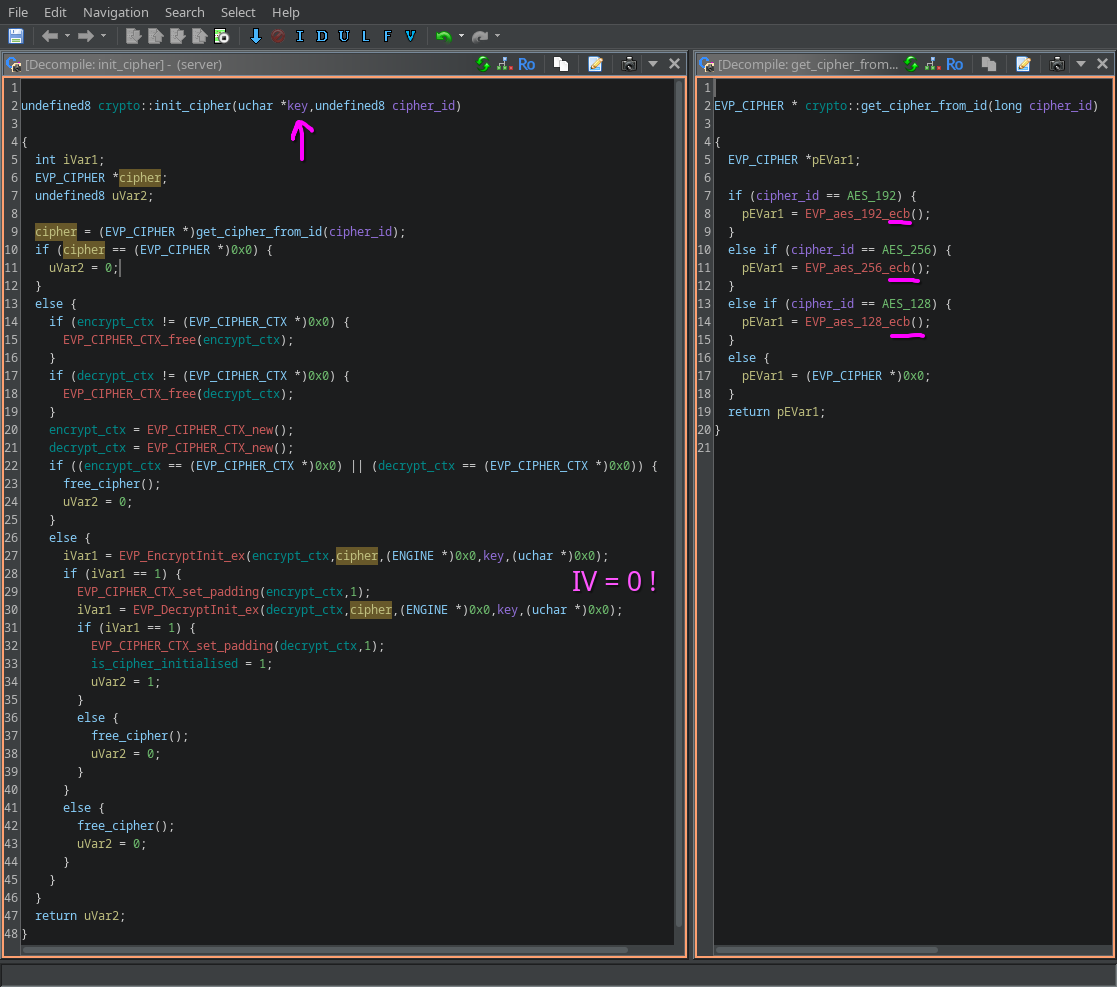 File Edit Navigation Search Select Help
I D U L F V
[Decompile: init_cipher] - (server)
Ro
1
2 undefined8 crypto::init_cipher(uchar *key,undefined8 cipher_id)
3
4 {
5 int iVar1;
6 EVP_CIPHER *cipher;
7 undefined8 uVar2;
8
9 cipher = (EVP_CIPHER *)get_cipher_from_id(cipher_id);
10 if (cipher == (EVP_CIPHER *)0x0) {
11 uVar2 = 0;
12 }
13 else {
14 if (encrypt_ctx != (EVP_CIPHER_CTX *)0x0) {
15 EVP_CIPHER_CTX_free(encrypt_ctx);
16 }
17 if (decrypt_ctx != (EVP_CIPHER_CTX *)0x0) {
18 EVP_CIPHER_CTX_free(decrypt_ctx);
19 }
20 encrypt_ctx = EVP_CIPHER_CTX_new();
21 decrypt_ctx = EVP_CIPHER_CTX_new();
22 if ((encrypt_ctx == (EVP_CIPHER_CTX *)0x0) || (decrypt_ctx == (EVP_CIPHER_CTX *)0x0)) {
23 free_cipher();
24 uVar2 = 0;
25 }
26 else {
27 iVar1 = EVP_EncryptInit_ex(encrypt_ctx,cipher,(ENGINE *)0x0,key,(uchar *)0x0);
28 if (iVar1 == 1) {
IV = 0 !
29 EVP_CIPHER_CTX_set_padding(encrypt_ctx,1);
30 iVar1 = EVP_DecryptInit_ex(decrypt_ctx,cipher,(ENGINE *)0x0,key,(uchar *)0x0);
31 if (iVar1 == 1) {
32 EVP_CIPHER_CTX_set_padding(decrypt_ctx,1);
33 is_cipher_initialised = 1;
34 uVar2 = 1;
35 }
36 else {
37 free_cipher();
38 uVar2 = 0;
39 }
40 }
41 else {
42 free_cipher();
43 uVar2 = 0;
44 }
45 }
46 }
47 return uVar2;
48 }
[Decompile: get_cipher_from...
Ro
1
2 EVP_CIPHER * crypto::get_cipher_from_id(long cipher_id)
3
4 {
5 EVP_CIPHER *pEVar1;
6
7 if (cipher_id == AES_192) {
8 pEVar1 = EVP_aes_192_ecb();
9 }
10 else if (cipher_id == AES_256) {
11 pEVar1 = EVP_aes_256_ecb();
12 }
13 else if (cipher_id == AES_128) {
14 pEVar1 = EVP_aes_128_ecb();
15 }
16 else {
17 pEVar1 = (EVP_CIPHER *)0x0;
18 }
19 return pEVar1;
20 }
21